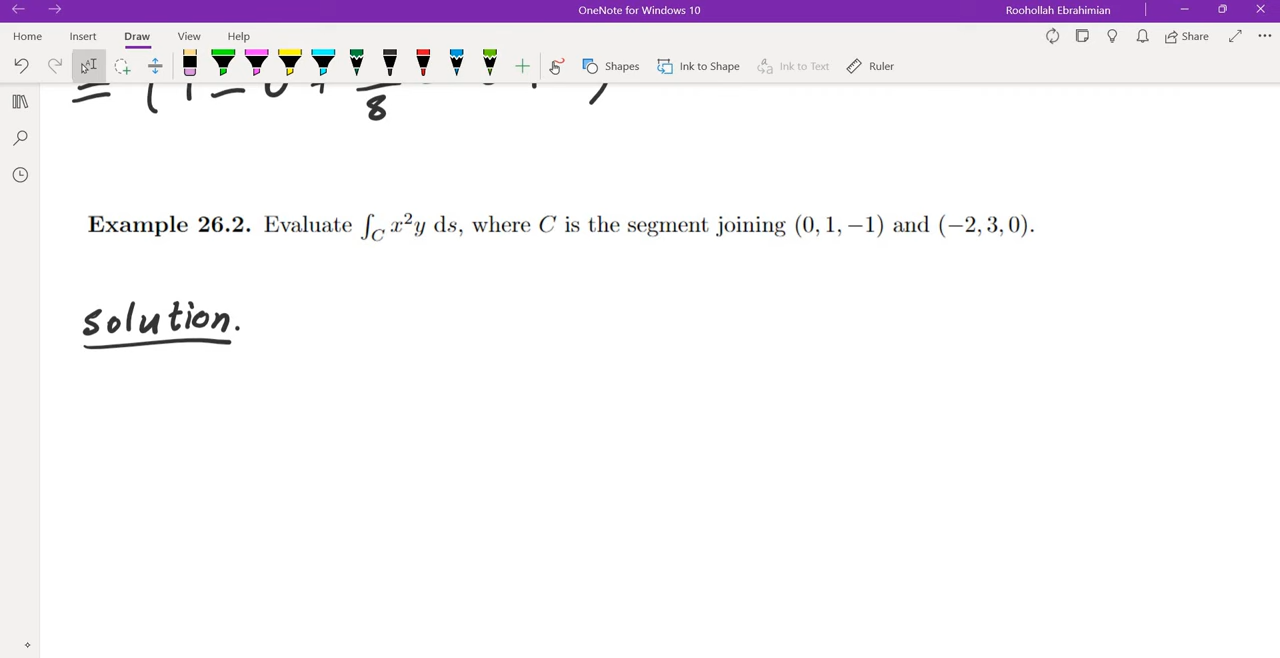 OneNote for Windows 10
Roohollah Ebrahimian
Home Insert Draw View Help
Share
Shapes Ink to Shape Ink to Text Ruler
8
Example 26.2. Evaluate ∫_C x²y ds, where C is the segment joining (0, 1, −1) and (−2, 3, 0).
solution.